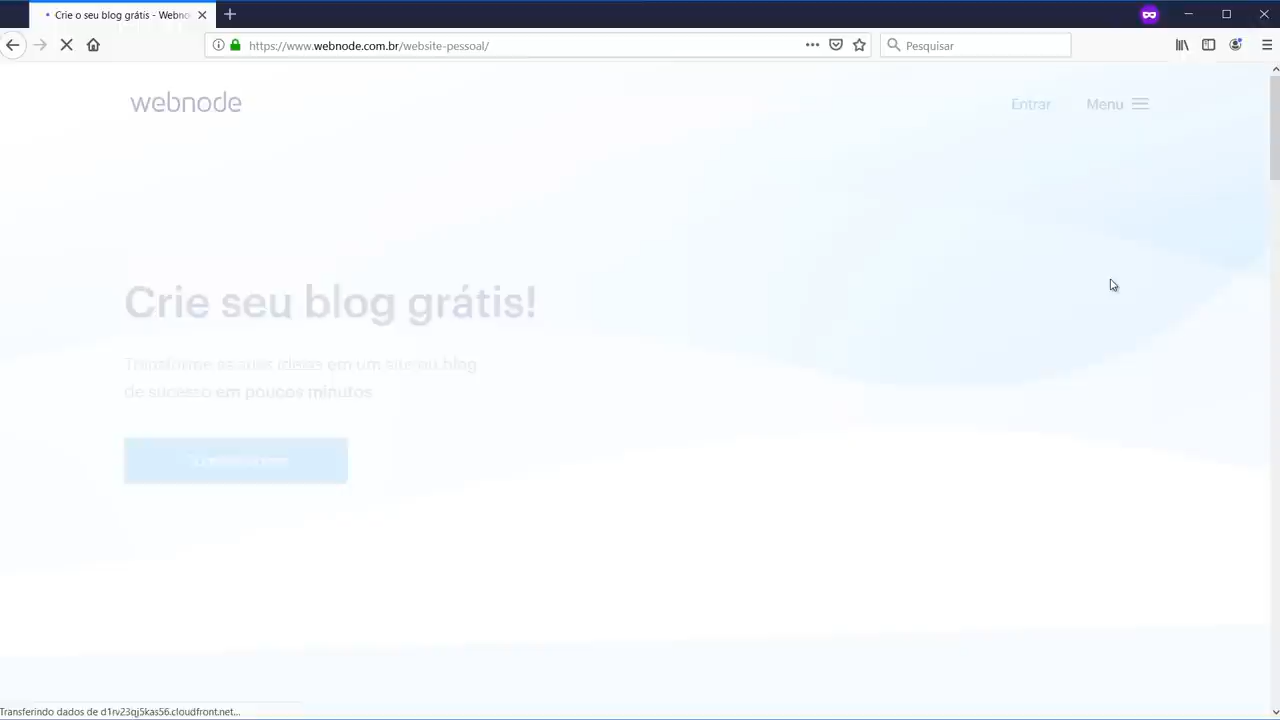 Crie o seu blog grátis - Webno
https://www.webnode.com.br/website-pessoal/
Pesquisar
webnode
Entrar
Menu
Crie seu blog grátis!
Transforme as suas ideias em um site ou blog
de sucesso em poucos minutos
Transferindo dados de d1rv23qj5kas56.cloudfront.net...